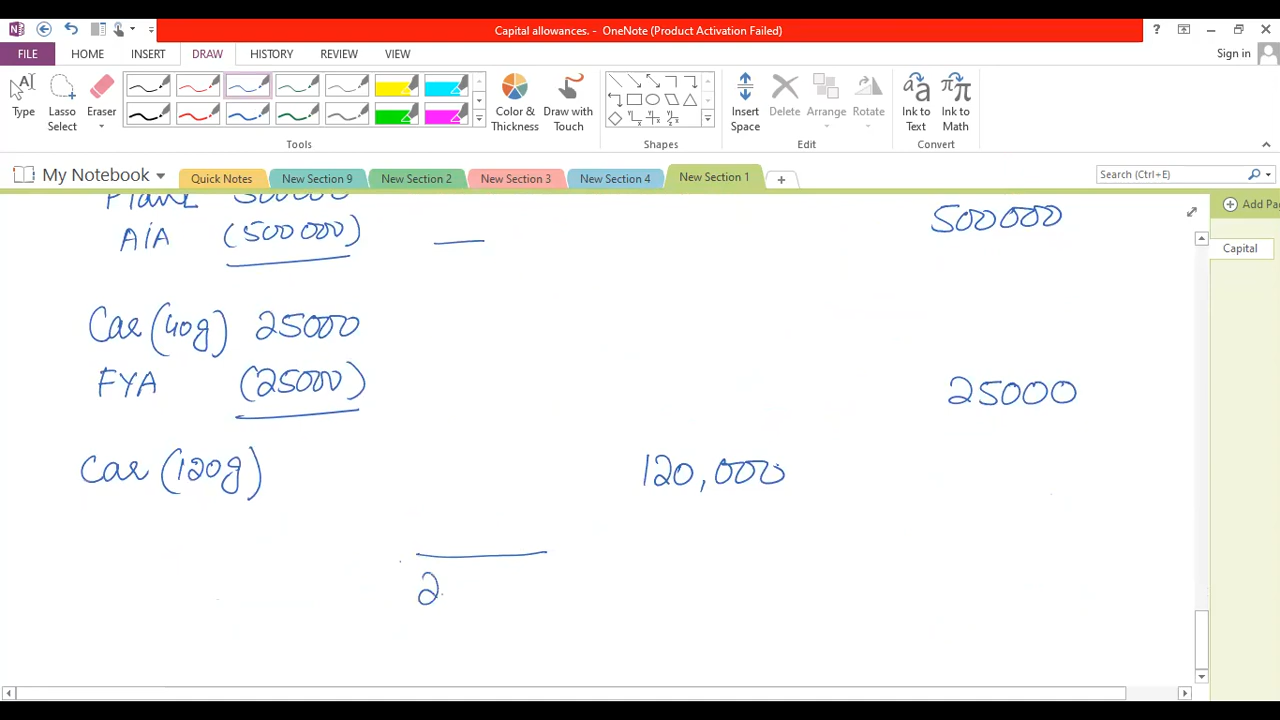 Capital allowances. - OneNote (Product Activation Failed)
FILE HOME INSERT DRAW HISTORY REVIEW VIEW Sign in
Type Lasso Select Eraser Color & Thickness Draw with Touch Insert Space Delete Arrange Rotate Ink to Text Ink to Math
Tools Shapes Edit Convert
My Notebook Quick Notes New Section 9 New Section 2 New Section 3 New Section 4 New Section 1 Search (Ctrl+E)
Add Pa
Capital
AIA (500000) 500000
Car (40g) 25000
FYA (25000) 25000
Car (120g) 120,000
2